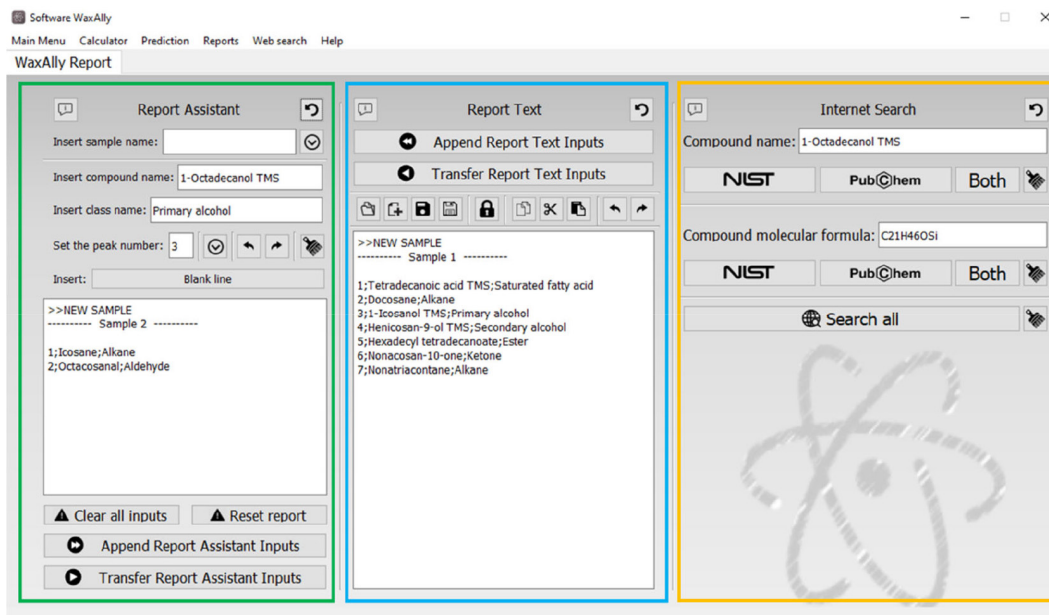 Software WaxAlly
Main Menu Calculator Prediction Reports Web search Help
WaxAlly Report
Report Assistant
Insert sample name:
Insert compound name: 1-Octadecanol TMS
Insert class name: Primary alcohol
Set the peak number: 3
Insert: Blank line
>>NEW SAMPLE
---------- Sample 2 ----------
1;Icosane;Alkane
2;Octacosanal;Aldehyde
Clear all inputs Reset report
Append Report Assistant Inputs
Transfer Report Assistant Inputs
Report Text
Append Report Text Inputs
Transfer Report Text Inputs
>>NEW SAMPLE
---------- Sample 1 ----------
1;Tetradecanoic acid TMS;Saturated fatty acid
2;Docosane;Alkane
3;1-Icosanol TMS;Primary alcohol
4;Henicosan-9-ol TMS;Secondary alcohol
5;Hexadecyl tetradecanoate;Ester
6;Nonacosan-10-one;Ketone
7;Nonatriacontane;Alkane
Internet Search
Compound name: 1-Octadecanol TMS
NIST PubChem Both
Compound molecular formula: C21H46OSi
NIST PubChem Both
Search all